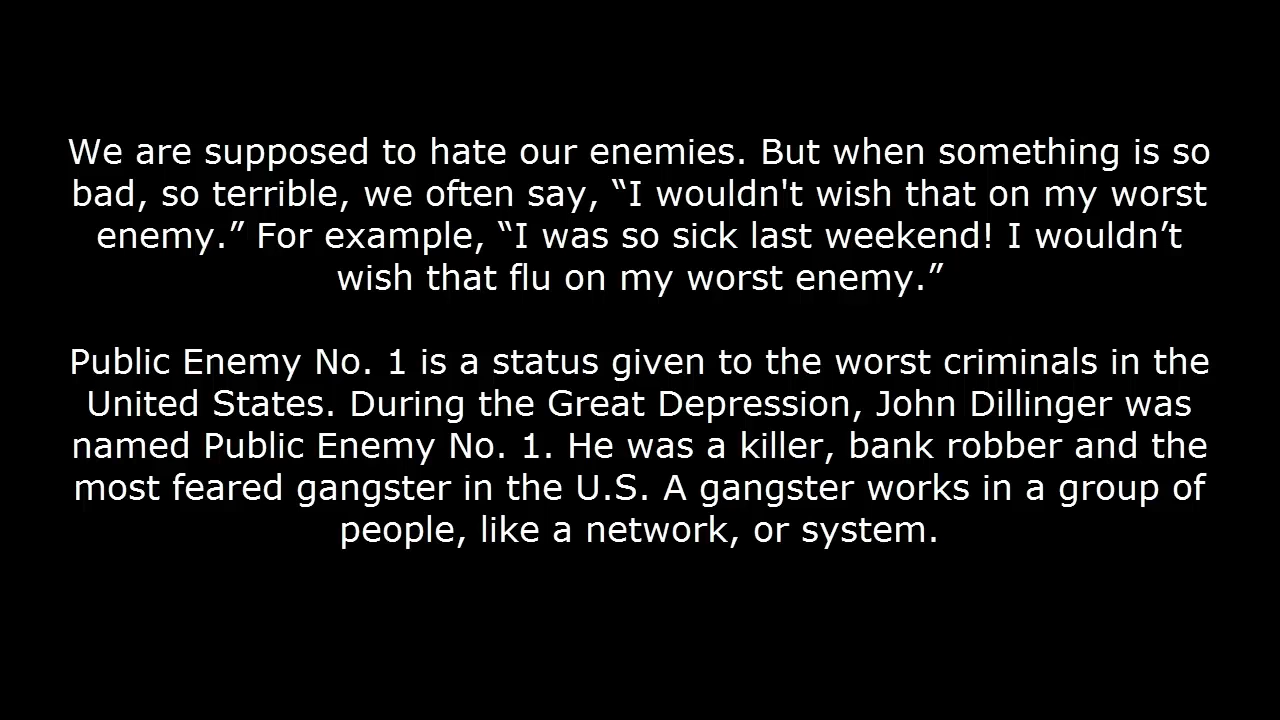 We are supposed to hate our enemies. But when something is so
bad, so terrible, we often say, “I wouldn't wish that on my worst
enemy.” For example, “I was so sick last weekend! I wouldn’t
wish that flu on my worst enemy.”
Public Enemy No. 1 is a status given to the worst criminals in the
United States. During the Great Depression, John Dillinger was
named Public Enemy No. 1. He was a killer, bank robber and the
most feared gangster in the U.S. A gangster works in a group of
people, like a network, or system.